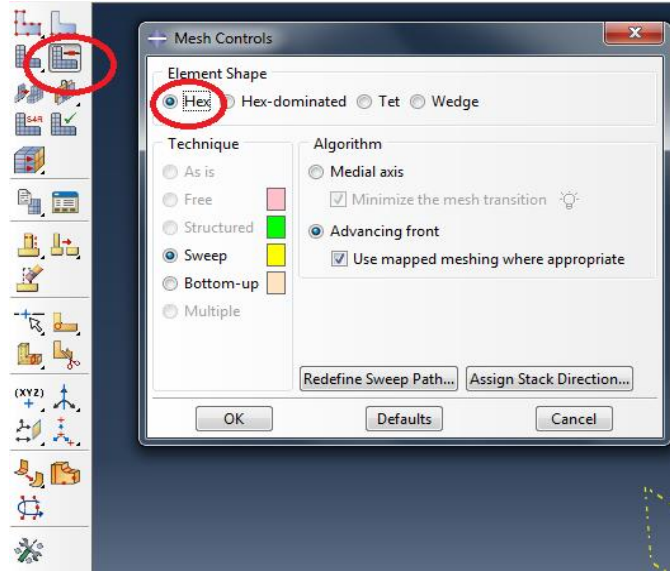 Mesh Controls
Element Shape
Hex Hex-dominated Tet Wedge
Technique
As is
Free
Structured
Sweep
Bottom-up
Multiple
Algorithm
Medial axis
Minimize the mesh transition
Advancing front
Use mapped meshing where appropriate
Redefine Sweep Path... Assign Stack Direction...
OK Defaults Cancel
S4R
(XYZ)